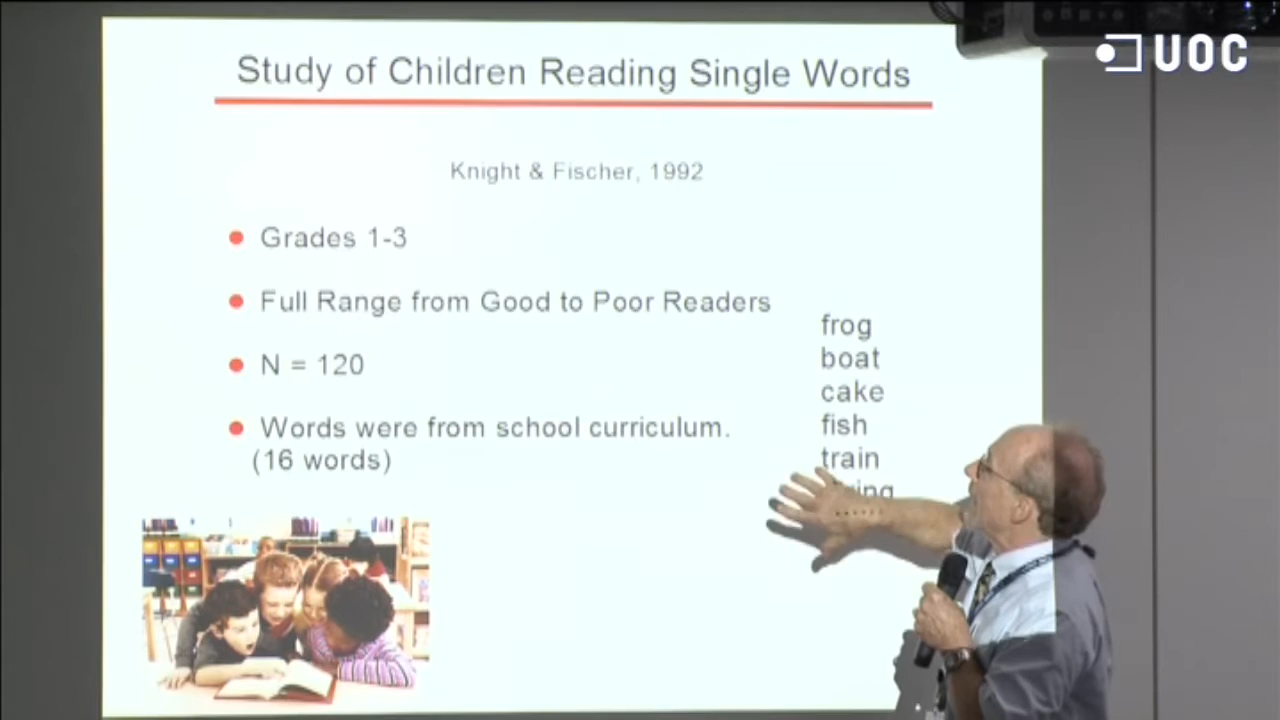 UOC
Study of Children Reading Single Words
Knight & Fischer, 1992
Grades 1-3
Full Range from Good to Poor Readers
N = 120
Words were from school curriculum.
(16 words)
frog
boat
cake
fish
train